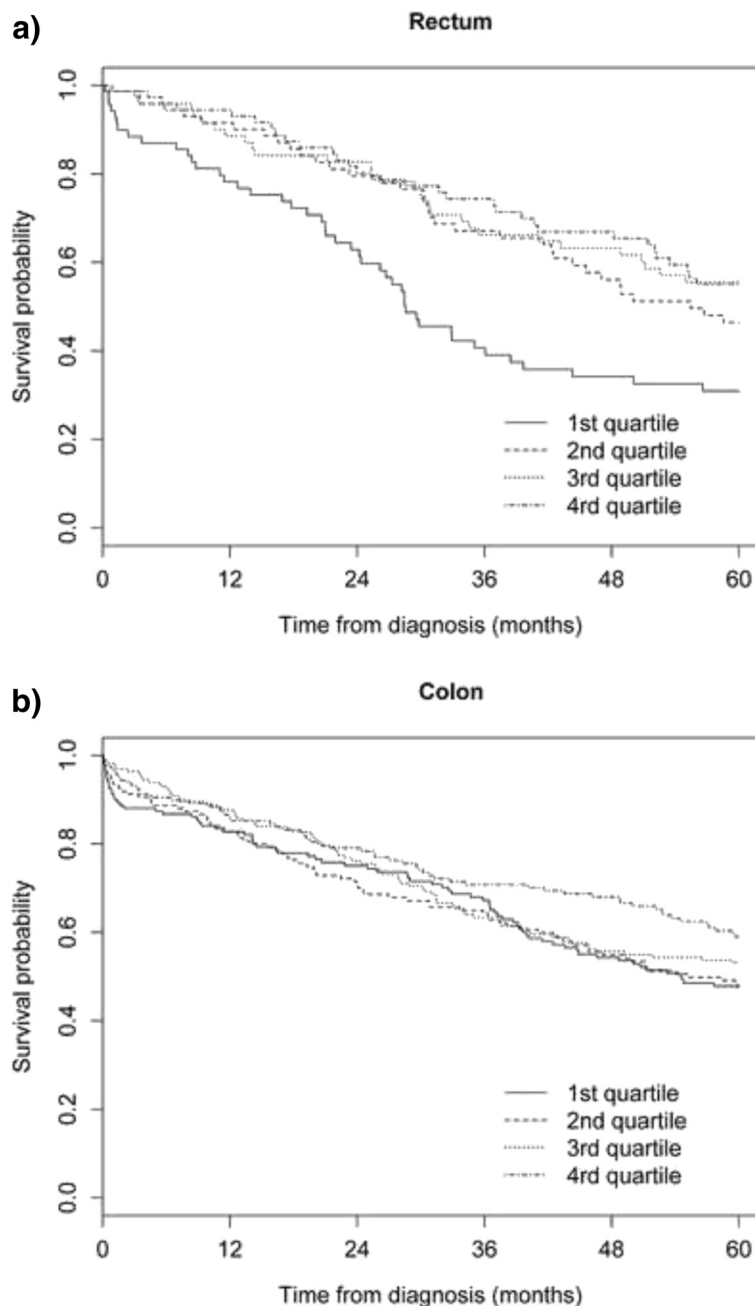 a)
Rectum
Survival probability
1.0
0.8
0.6
0.4
0.2
0.0
1st quartile
2nd quartile
3rd quartile
4rd quartile
0 12 24 36 48 60
Time from diagnosis (months)
b)
Colon
Survival probability
1.0
0.8
0.6
0.4
0.2
0.0
1st quartile
2nd quartile
3rd quartile
4rd quartile
0 12 24 36 48 60
Time from diagnosis (months)